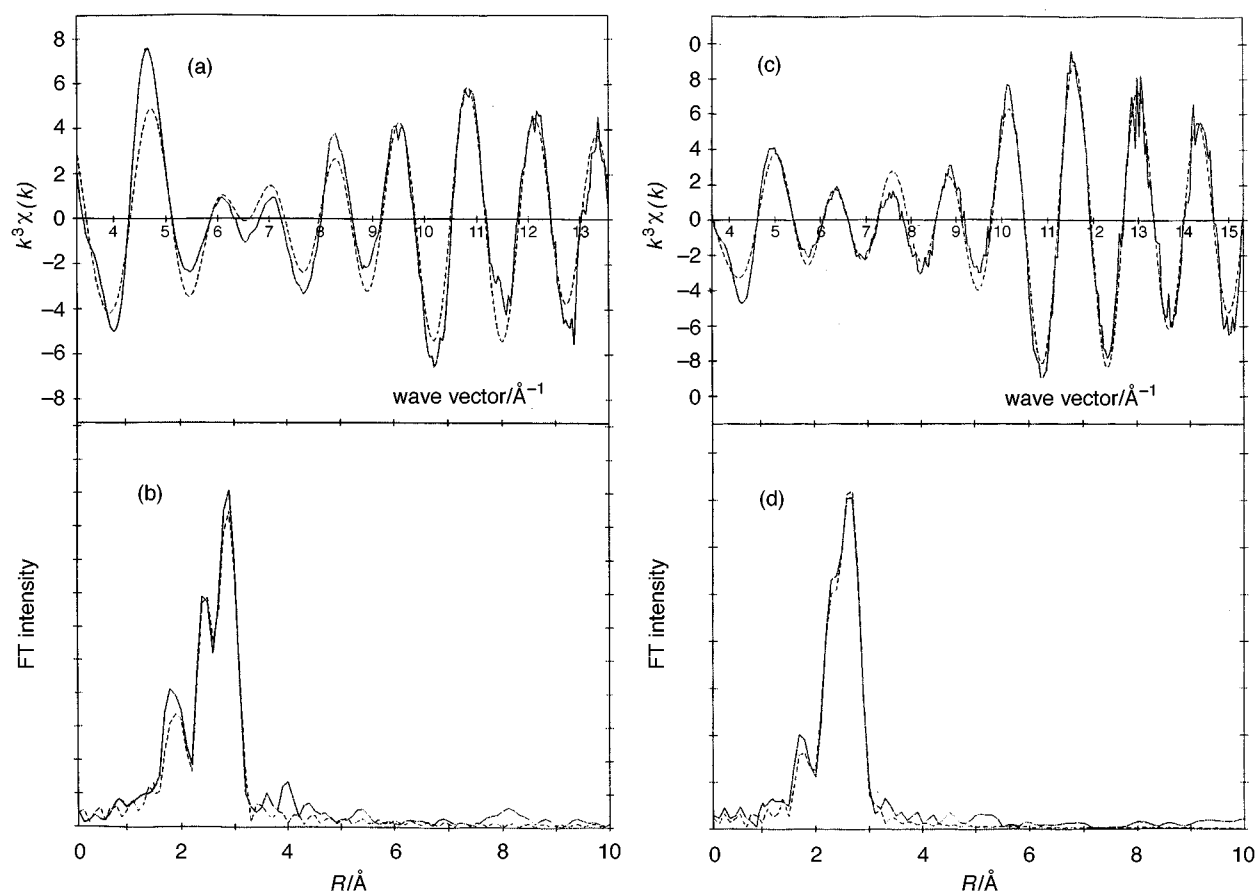 (a)
8
6
4
2
0
−2
−4
−6
−8
k³χ(k)
4 5 6 7 8 9 10 11 12 13
wave vector/Å⁻¹
(c)
0
8
6
4
2
0
−2
−4
−6
−8
0
k³χ(k)
4 5 6 7 8 9 10 11 12 13 14 15
wave vector/Å⁻¹
(b)
FT intensity
0 2 4 6 8 10
R/Å
(d)
FT intensity
0 2 4 6 8 10
R/Å